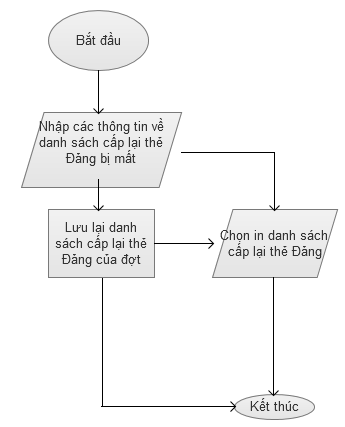 Bắt đầu
Nhập các thông tin về
danh sách cấp lại thẻ
Đảng bị mất
Lưu lại danh
sách cấp lại thẻ
Đảng của đợt
Chọn in danh sách
cấp lại thẻ Đảng
Kết thúc